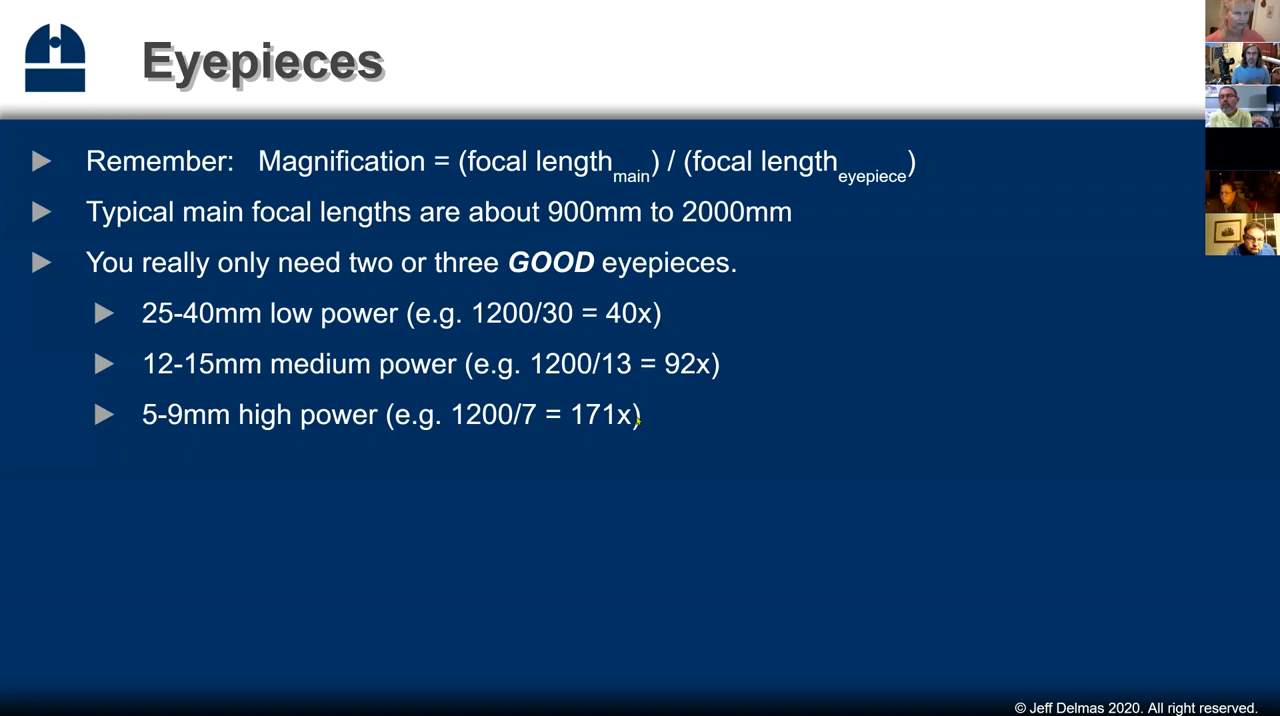 Eyepieces
Remember: Magnification = (focal length main) / (focal length eyepiece)
Typical main focal lengths are about 900mm to 2000mm
You really only need two or three GOOD eyepieces.
25-40mm low power (e.g. 1200/30 = 40x)
12-15mm medium power (e.g. 1200/13 = 92x)
5-9mm high power (e.g. 1200/7 = 171x)
© Jeff Delmas 2020. All right reserved.